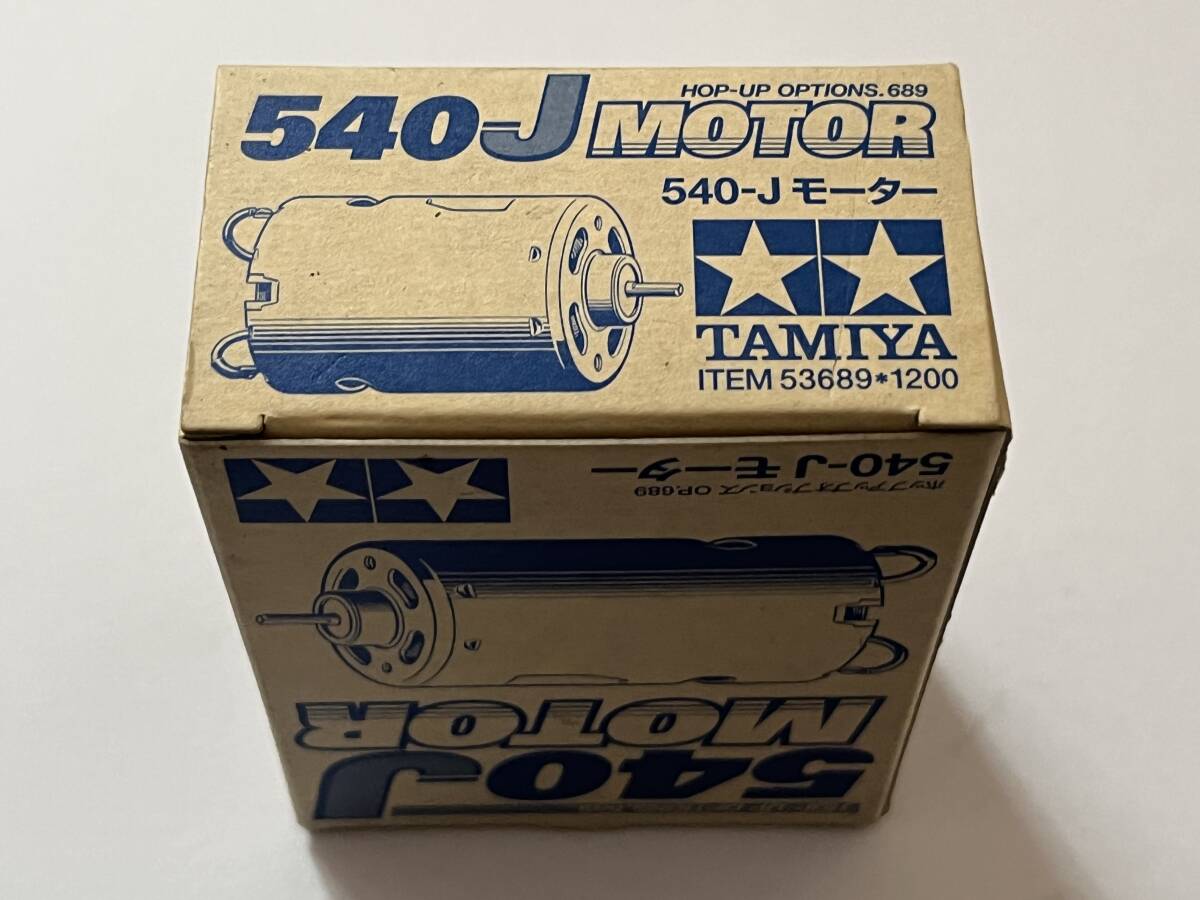 HOP-UP OPTIONS.689
540-J MOTOR
540-J モーター
TAMIYA
ITEM 53689*1200
540-J モーター
ホップアップオプションズ OP.689
MOTOR
540J